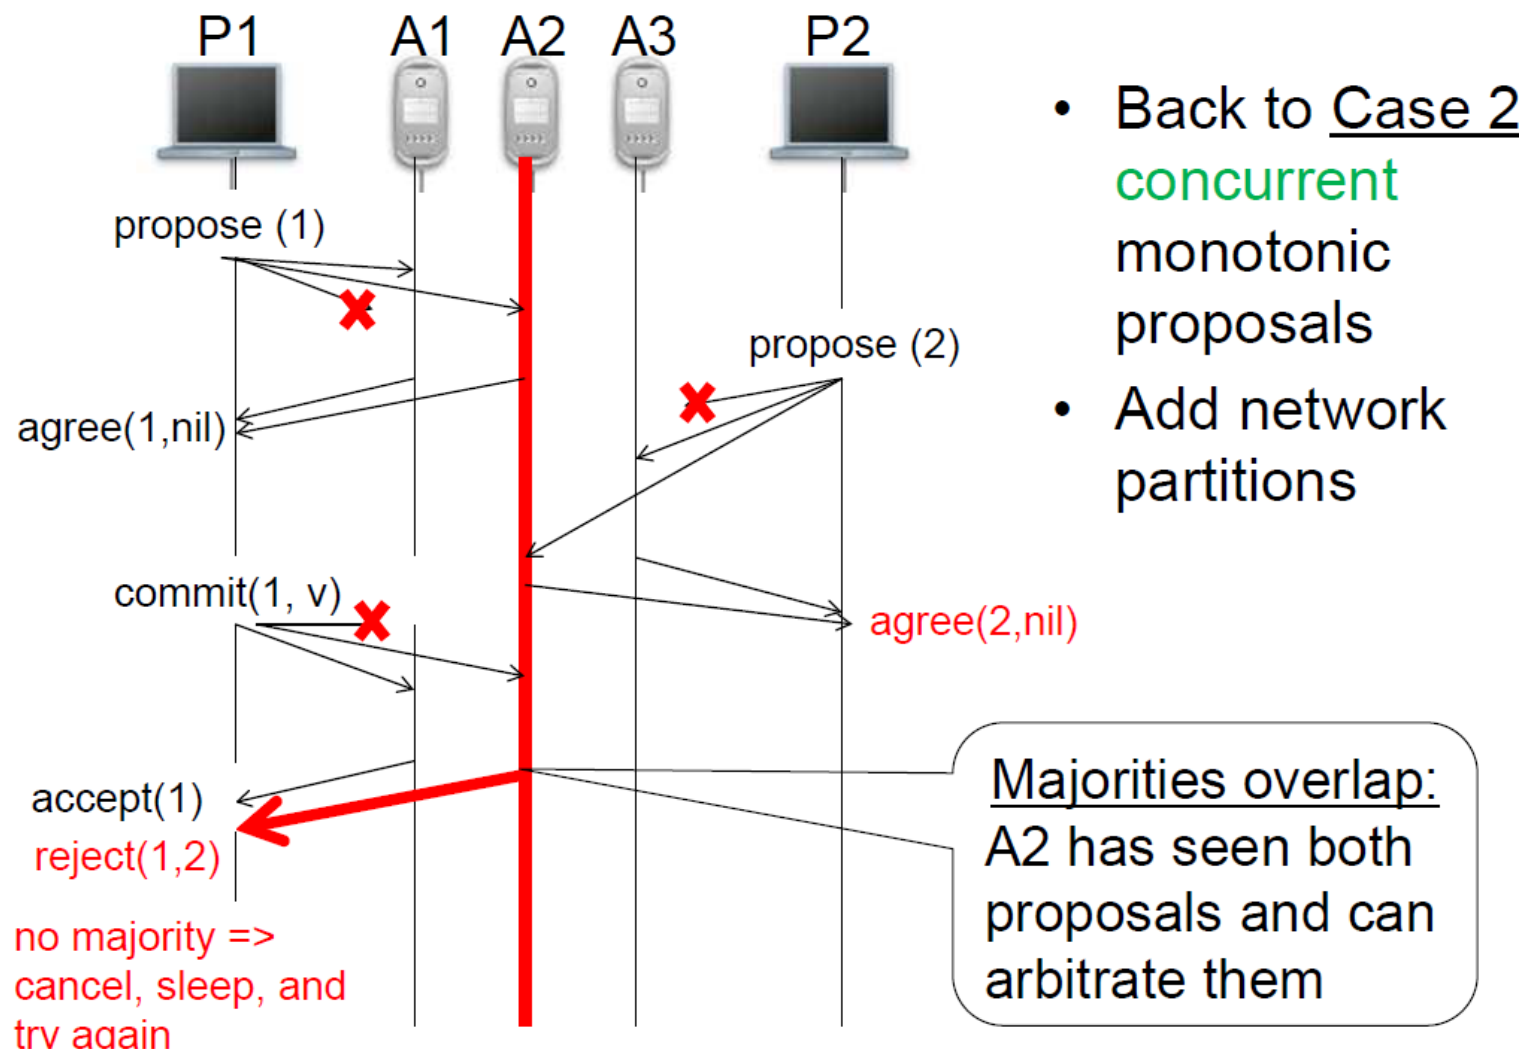 P1 A1 A2 A3 P2
propose (1)
propose (2)
agree(1,nil)
commit(1, v)
agree(2,nil)
accept(1)
reject(1,2)
no majority =>
cancel, sleep, and
try again
• Back to Case 2
concurrent
monotonic
proposals
• Add network
partitions
Majorities overlap:
A2 has seen both
proposals and can
arbitrate them